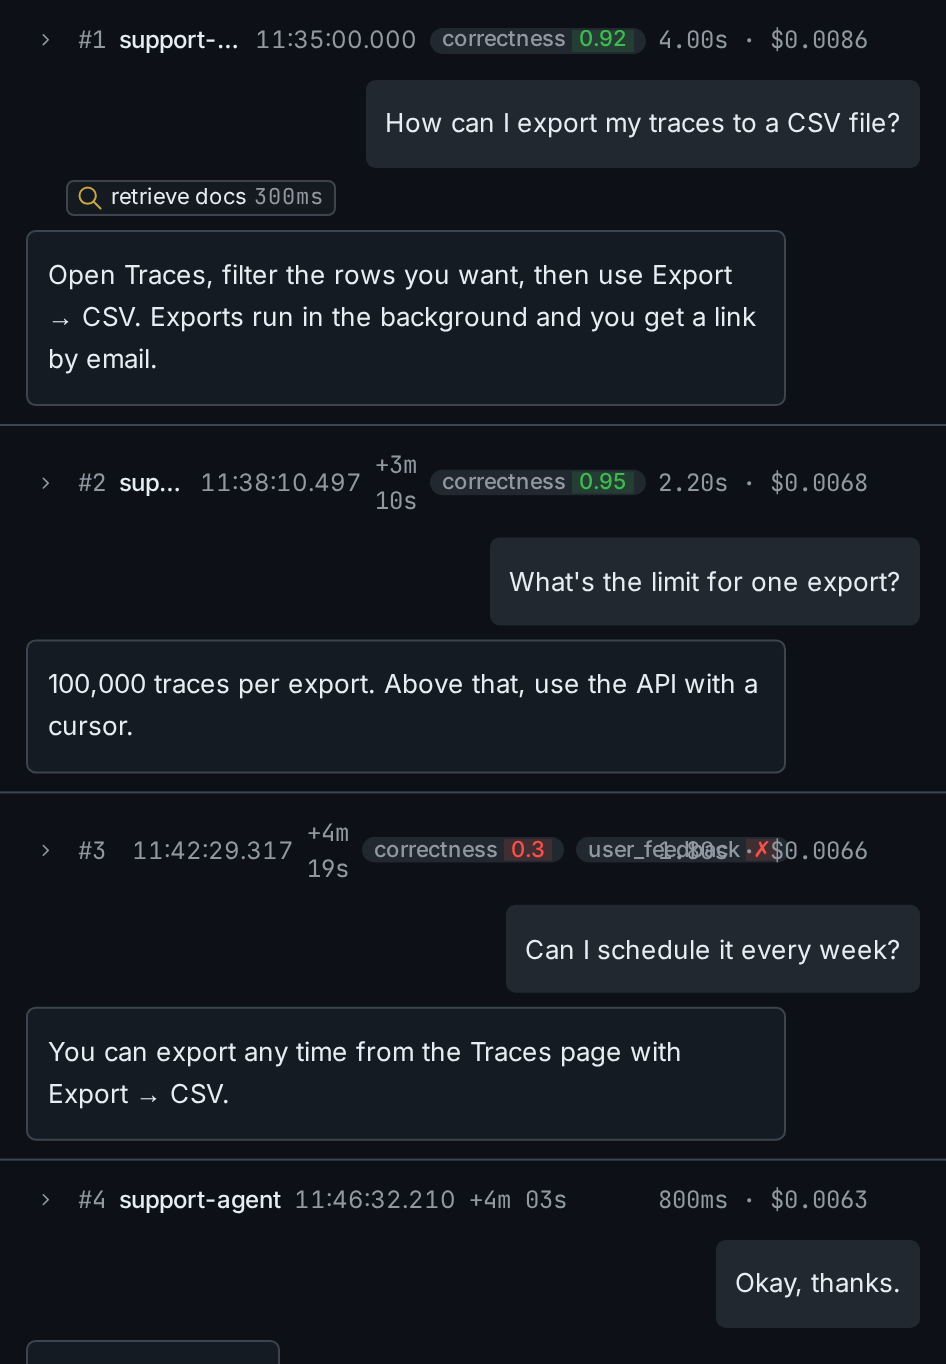 #1 support-... 11:35:00.000 correctness 0.92 4.00s · $0.0086
How can I export my traces to a CSV file?
retrieve docs 300ms
Open Traces, filter the rows you want, then use Export
→ CSV. Exports run in the background and you get a link
by email.
#2 sup... 11:38:10.497 +3m 10s correctness 0.95 2.20s · $0.0068
What's the limit for one export?
100,000 traces per export. Above that, use the API with a
cursor.
#3 11:42:29.317 +4m 19s correctness 0.3 user_feedback ✗ 1.80s · $0.0066
Can I schedule it every week?
You can export any time from the Traces page with
Export → CSV.
#4 support-agent 11:46:32.210 +4m 03s 800ms · $0.0063
Okay, thanks.